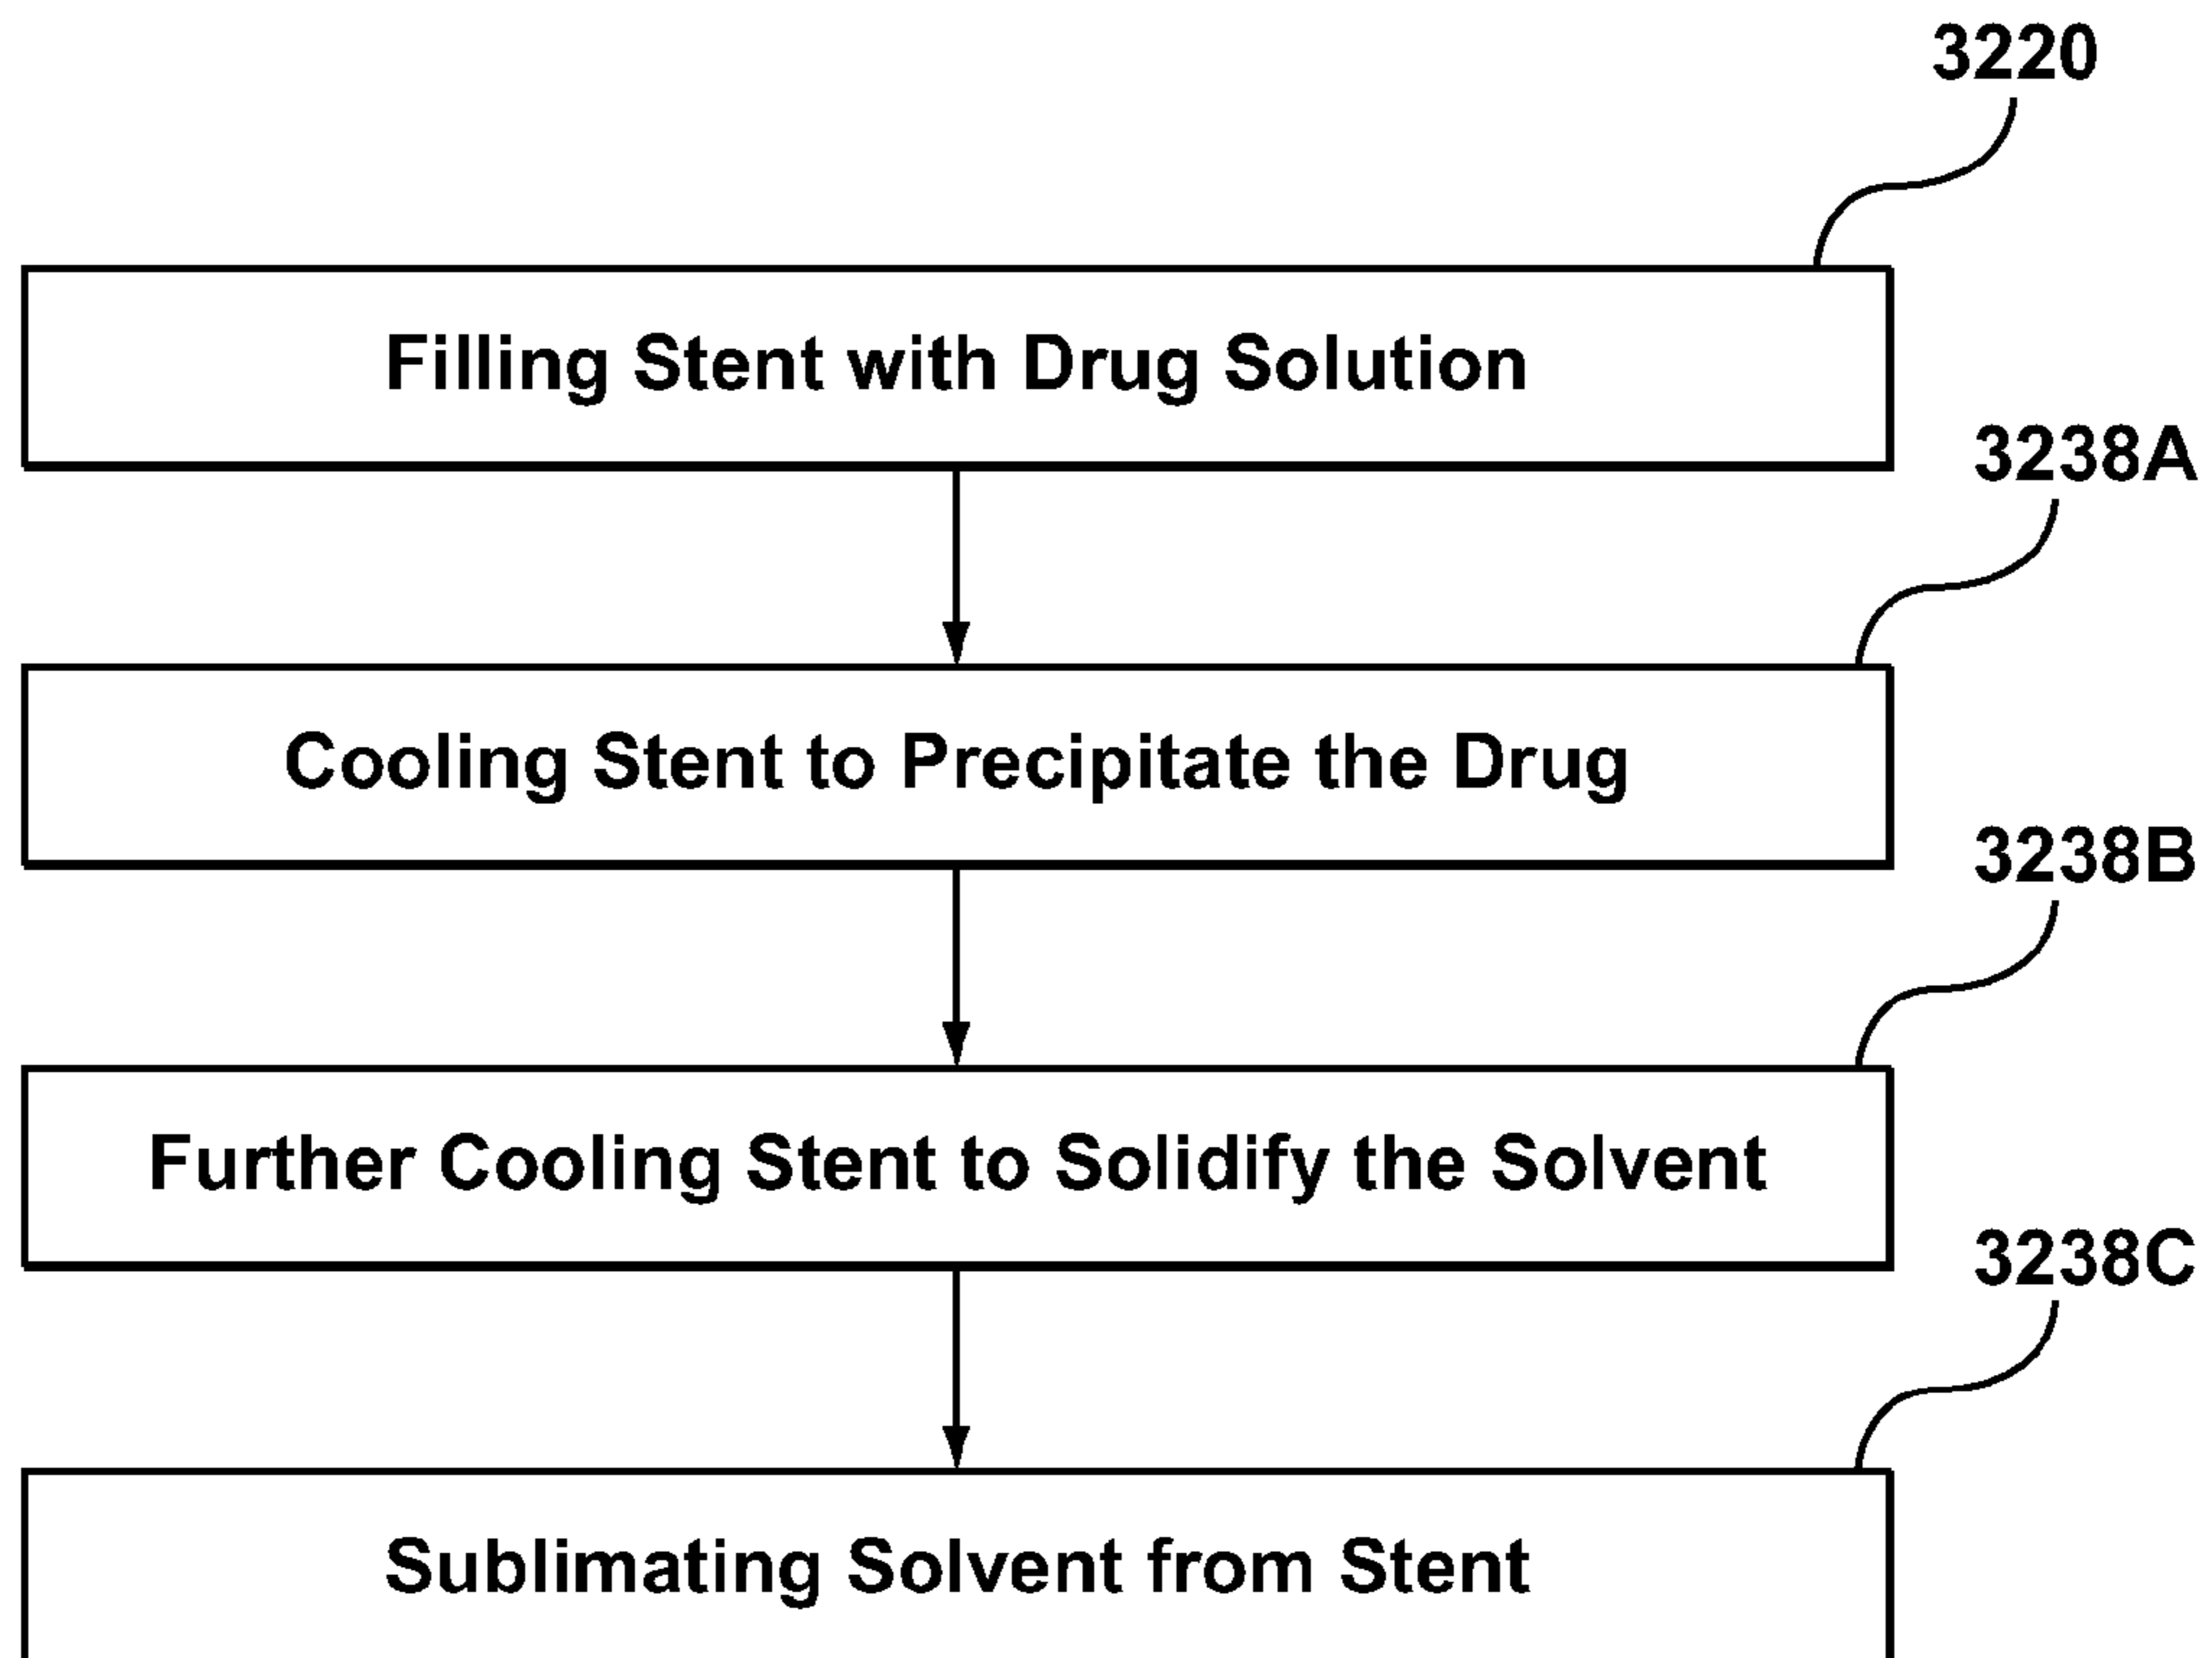 3220
Filling Stent with Drug Solution
3238A
Cooling Stent to Precipitate the Drug
3238B
Further Cooling Stent to Solidify the Solvent
3238C
Sublimating Solvent from Stent